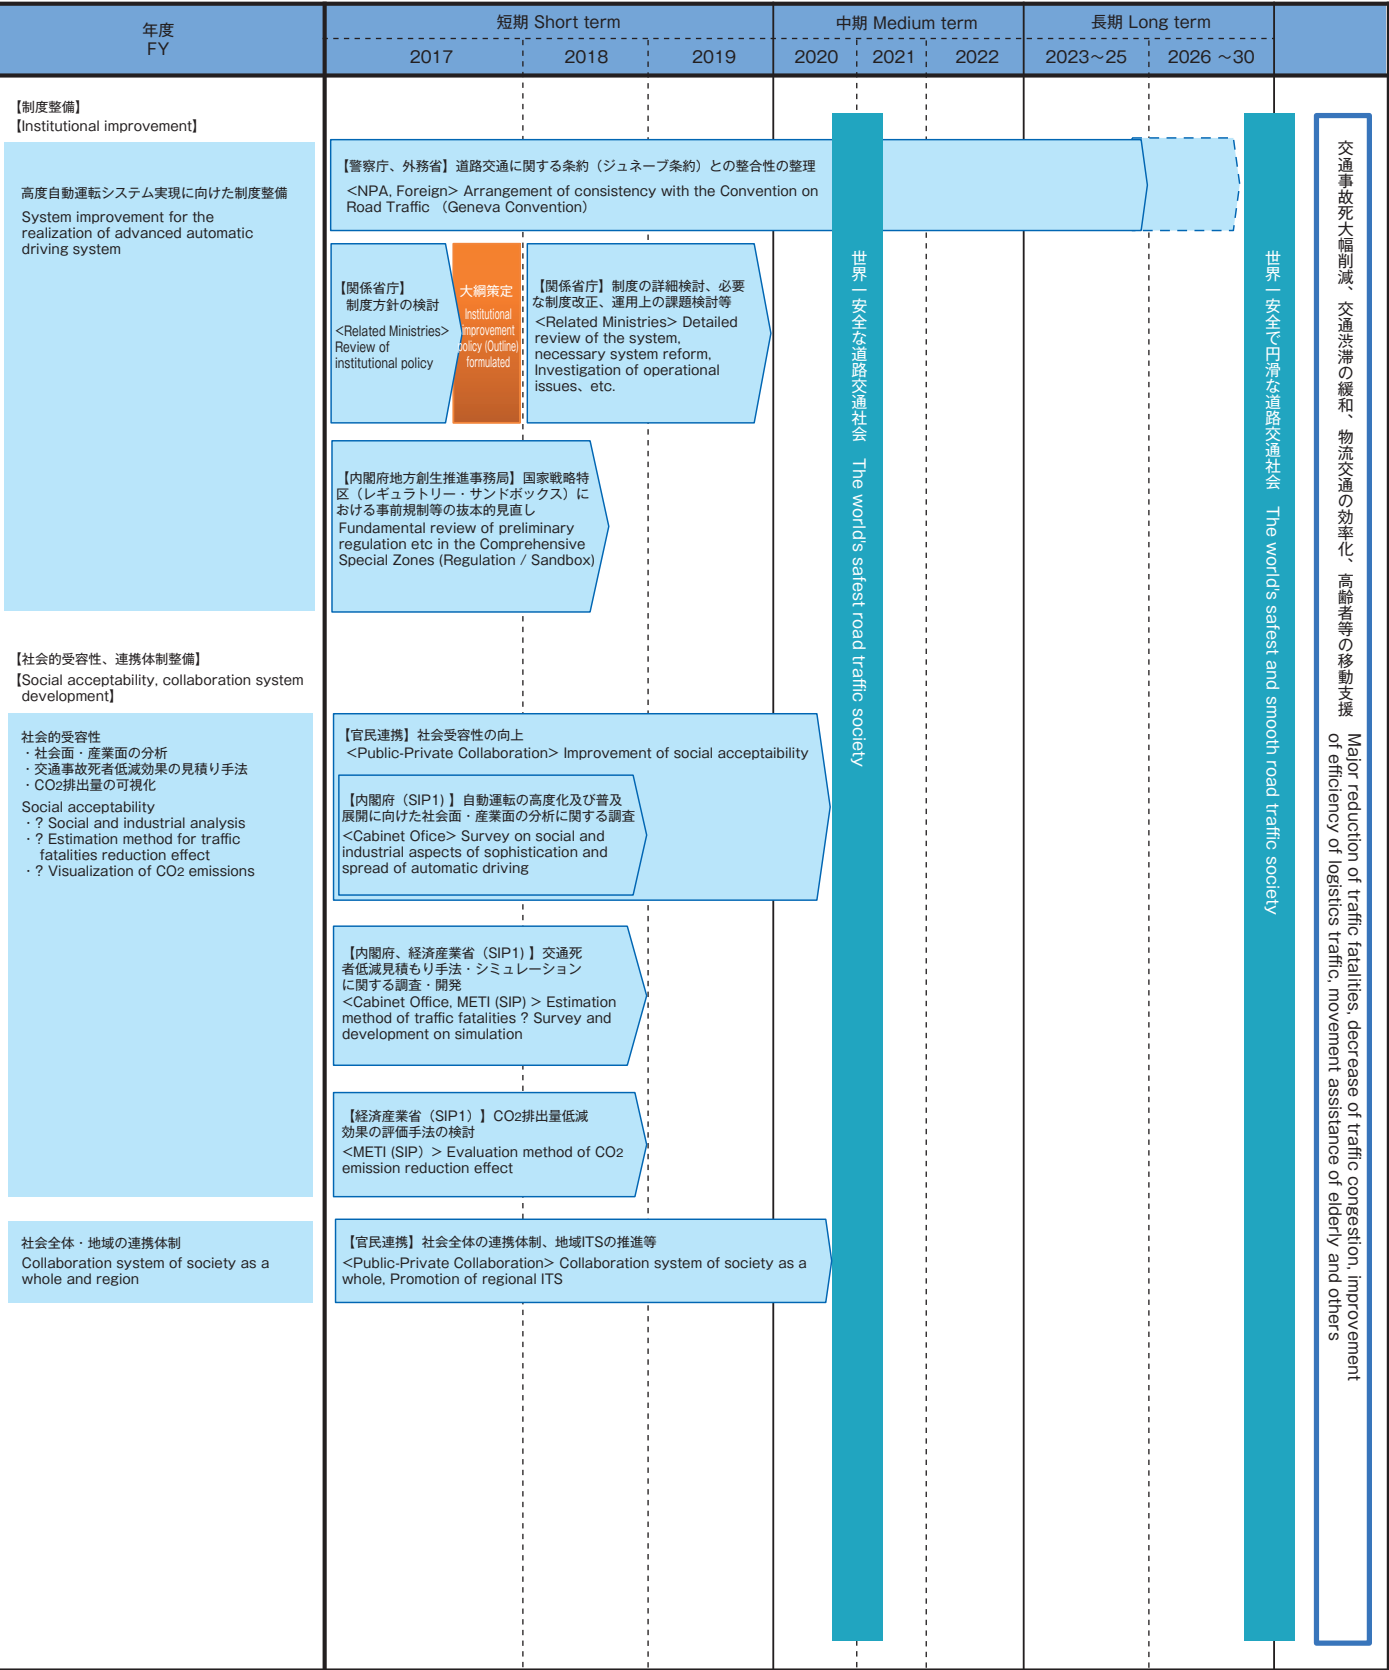 年度
FY
短期 Short term
中期 Medium term
長期 Long term
2017
2018
2019
2020
2021
2022
2023～25
2026 ～30
【制度整備】
【Institutional improvement】
高度自動運転システム実現に向けた制度整備
System improvement for the
realization of advanced automatic
driving system
【警察庁、外務省】道路交通に関する条約（ジュネーブ条約）との整合性の整理
<NPA, Foreign> Arrangement of consistency with the Convention on
Road Traffic （Geneva Convention）
【関係省庁】
制度方針の検討
<Related Ministries>
Review of
institutional policy
大綱策定
Institutional
improvement
policy (Outline)
formulated
【関係省庁】制度の詳細検討、必要
な制度改正、運用上の課題検討等
<Related Ministries> Detailed
review of the system,
necessary system reform,
Investigation of operational
issues、etc.
【内閣府地方創生推進事務局】国家戦略特
区（レギュラトリー・サンドボックス）に
おける事前規制等の抜本的見直し
Fundamental review of preliminary
regulation etc in the Comprehensive
Special Zones (Regulation / Sandbox)
【社会的受容性、連携体制整備】
【Social acceptability, collaboration system
development】
社会的受容性
・社会面・産業面の分析
・交通事故死者低減効果の見積り手法
・CO2排出量の可視化
Social acceptability
・? Social and industrial analysis
・? Estimation method for traffic
fatalities reduction effect
・? Visualization of CO2 emissions
【官民連携】社会受容性の向上
<Public-Private Collaboration> Improvement of social acceptaibility
【内閣府（SIP1) 】自動運転の高度化及び普及
展開に向けた社会面・産業面の分析に関する調査
<Cabinet Ofice> Survey on social and
industrial aspects of sophistication and
spread of automatic driving
【内閣府、経済産業省（SIP1) 】交通死
者低減見積もり手法・シミュレーション
に関する調査・開発
<Cabinet Office, METI (SIP) > Estimation
method of traffic fatalities ? Survey and
development on simulation
【経済産業省（SIP1）】CO2排出量低減
効果の評価手法の検討
<METI (SIP）> Evaluation method of CO2
emission reduction effect
社会全体・地域の連携体制
Collaboration system of society as a
whole and region
【官民連携】社会全体の連携体制、地域ITSの推進等
<Public-Private Collaboration> Collaboration system of society as a
whole, Promotion of regional ITS
世界一安全な道路交通社会 The world's safest road traffic society
世界一安全で円滑な道路交通社会 The world's safest and smooth road traffic society
交通事故死大幅削減、交通渋滞の緩和、物流交通の効率化、高齢者等の移動支援
Major reduction of traffic fatalities, decrease of traffic congestion, improvement
of efficiency of logistics traffic, movement assistance of elderly and others